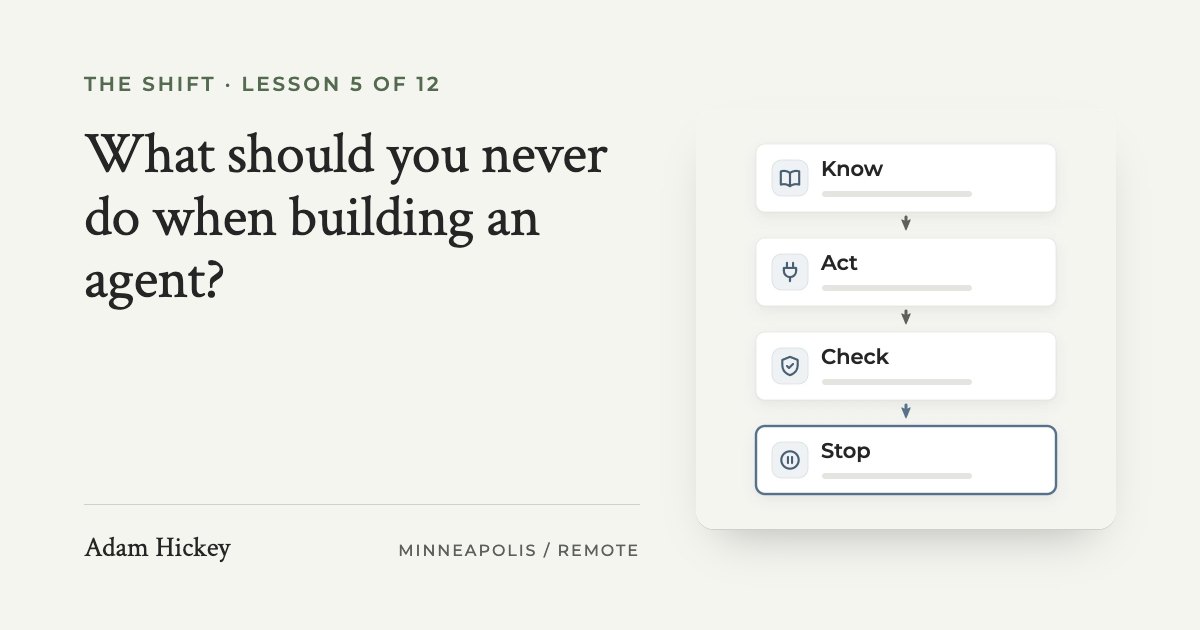 THE SHIFT · LESSON 5 OF 12
What should you never
do when building an
agent?
Adam Hickey
MINNEAPOLIS / REMOTE
Know
Act
Check
Stop